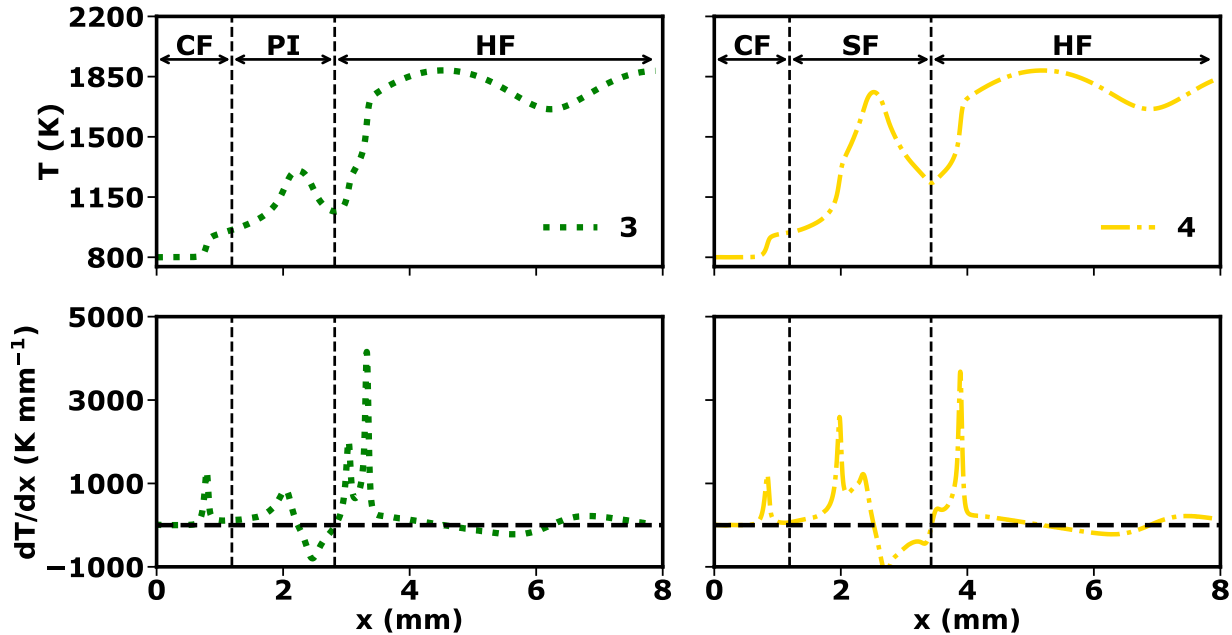 2200
1850
1500
1150
800
T (K)
CF PI HF
3
CF SF HF
4
5000
3000
1000
−1000
dT/dx (K mm⁻¹)
0 2 4 6 8
x (mm)
0 2 4 6 8
x (mm)